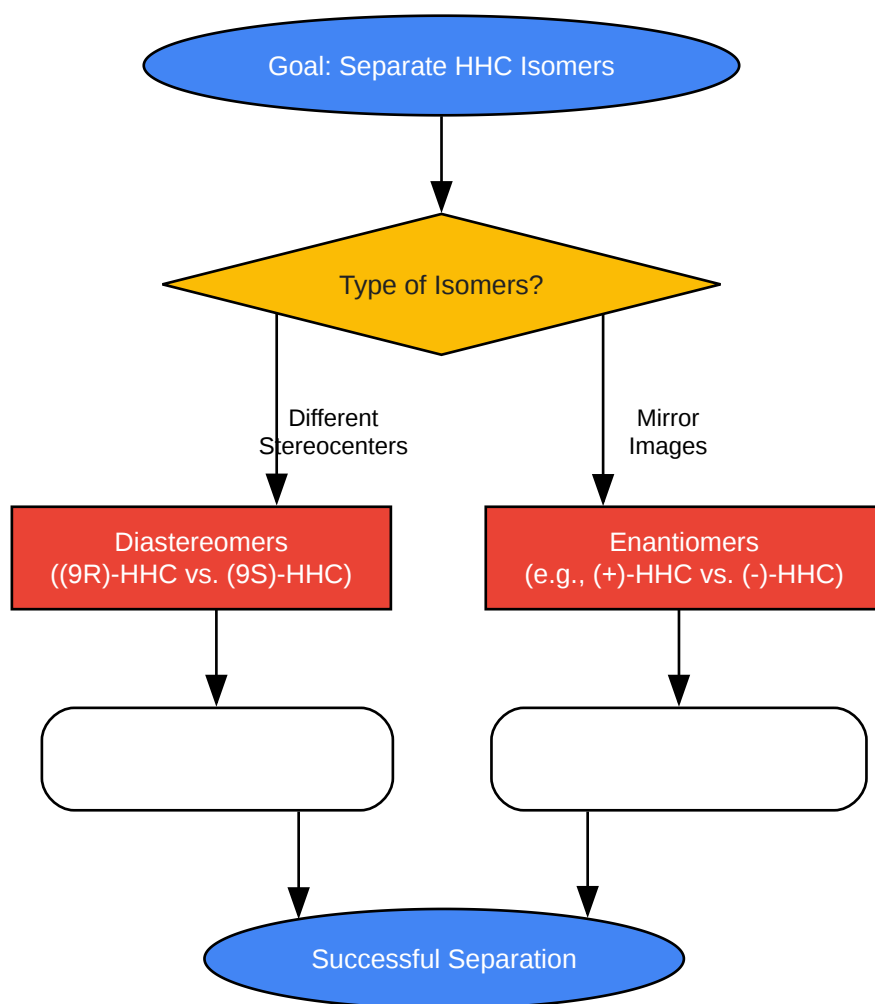 Goal: Separate HHC Isomers
Type of Isomers?
Different
Stereocenters
Mirror
Images
Diastereomers
((9R)-HHC vs. (9S)-HHC)
Enantiomers
(e.g., (+)-HHC vs. (-)-HHC)
Successful Separation